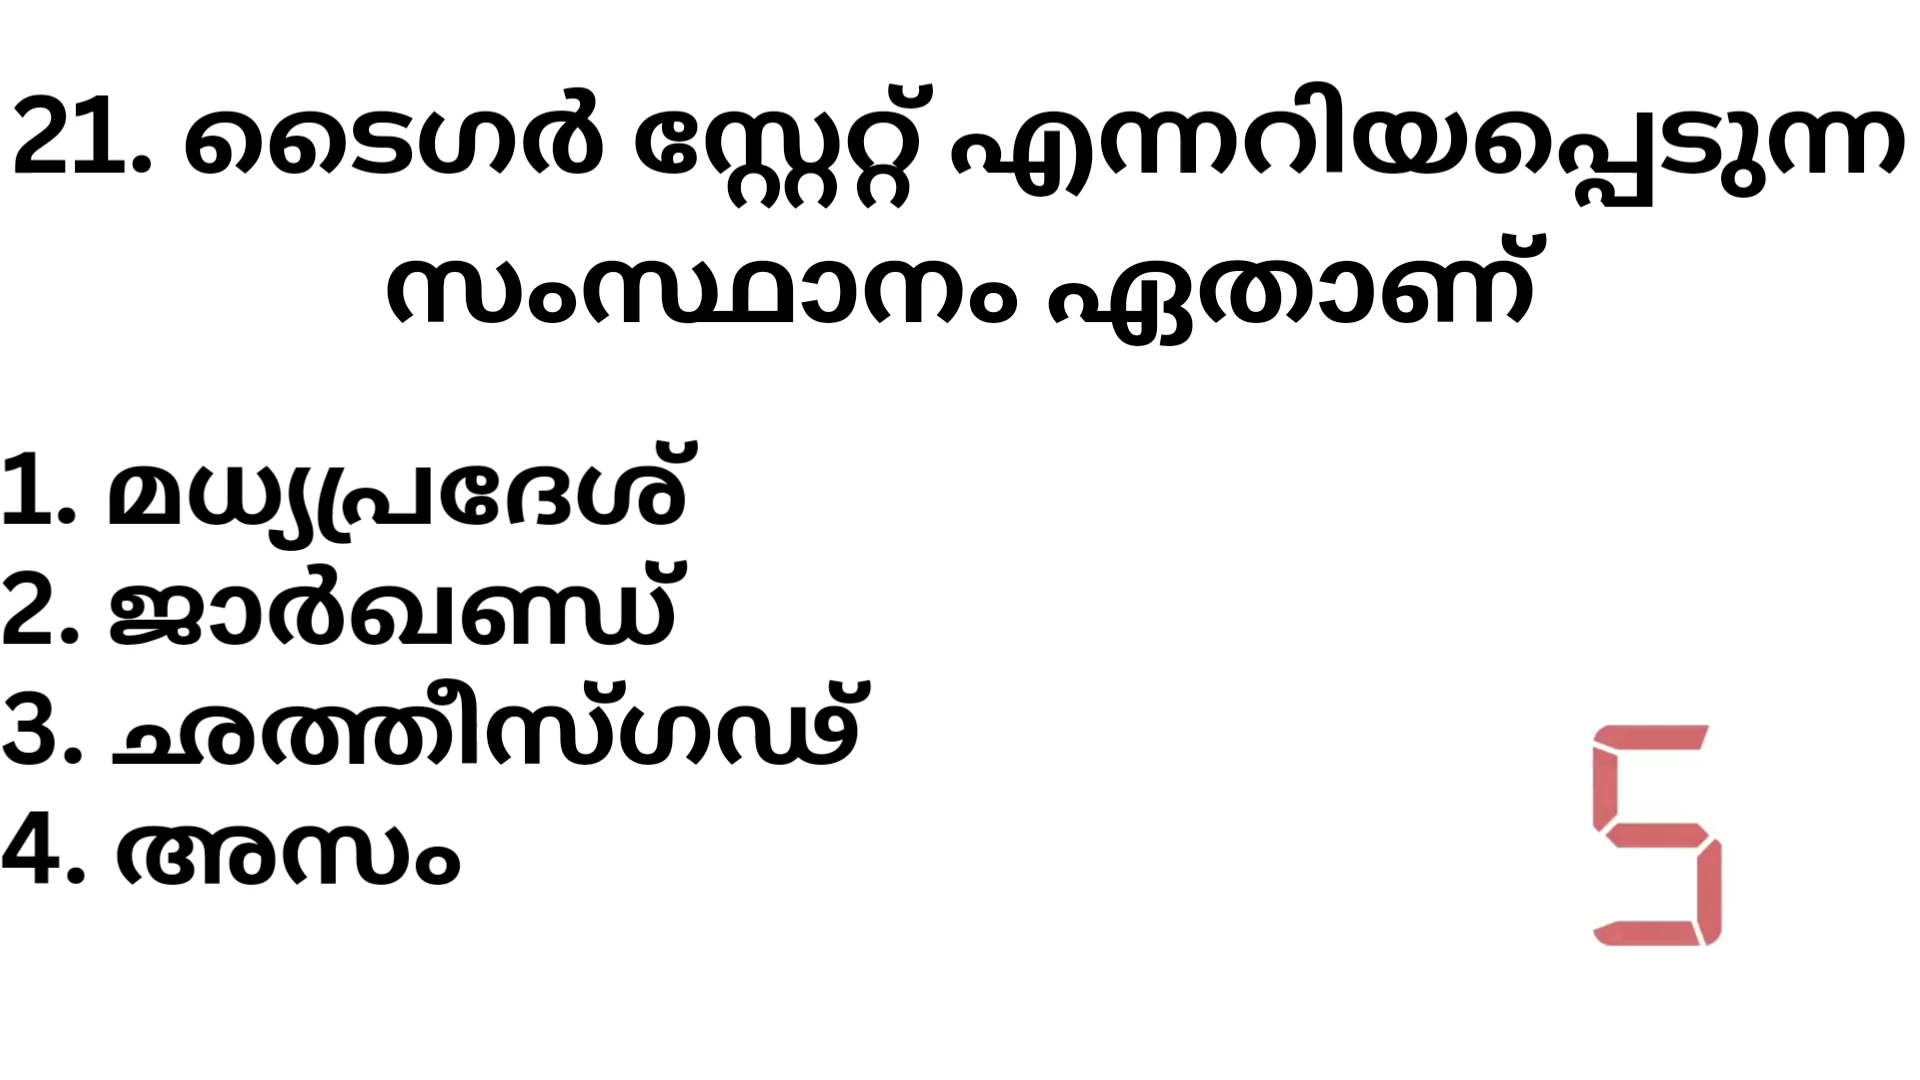 21. ടൈഗർ സ്റ്റേറ്റ് എന്നറിയപ്പെടുന്ന
സംസ്ഥാനം ഏതാണ്
1. മധ്യപ്രദേശ്
2. ജാർഖണ്ഡ്
3. ഛത്തീസ്ഗഢ്
4. അസം
5